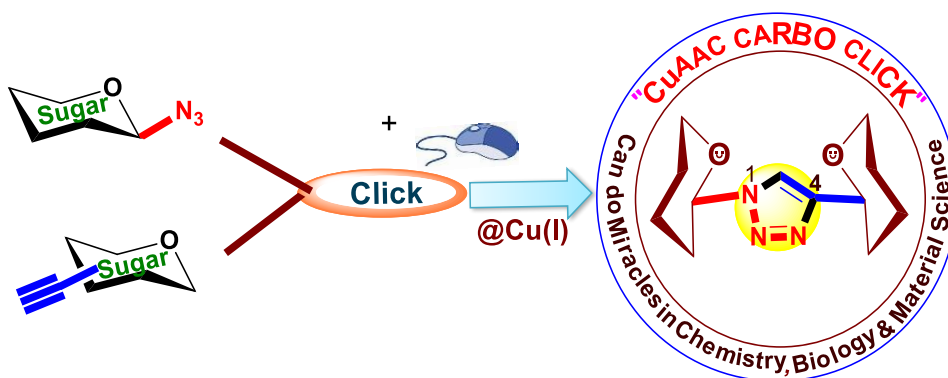 O
Sugar
N3
+
Click
@Cu(I)
O
Sugar
"CuAAC CARBO CLICK"
O
O
1
4
N
N
N
Can do Miracles in Chemistry, Biology & Material Science